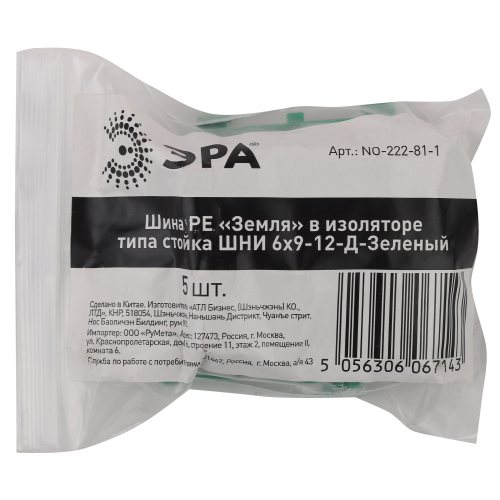 ЭРА®
Арт.: NO-222-81-1
Шина PE «Земля» в изоляторе
типа стойка ШНИ 6х9-12-Д-Зеленый
5 шт.
Сделано в Китае. Изготовитель: «АТЛ Бизнес, (Шэньчжэнь) КО.,
ЛТД», КНР, 518054, Шэньчжэнь, Наньшань Дистрикт, Чуанье стрит,
Нос Баоличэн Билдинг, рум
Импортер: ООО «РуМета», Адрес: 127473, Россия, г. Москва,
ул. Краснопролетарская, дом, строение 11, этаж 2, помещение II,
комната 6.
Служба по работе с потребителями: Россия, г. Москва, а/я 43
5 056306 067143